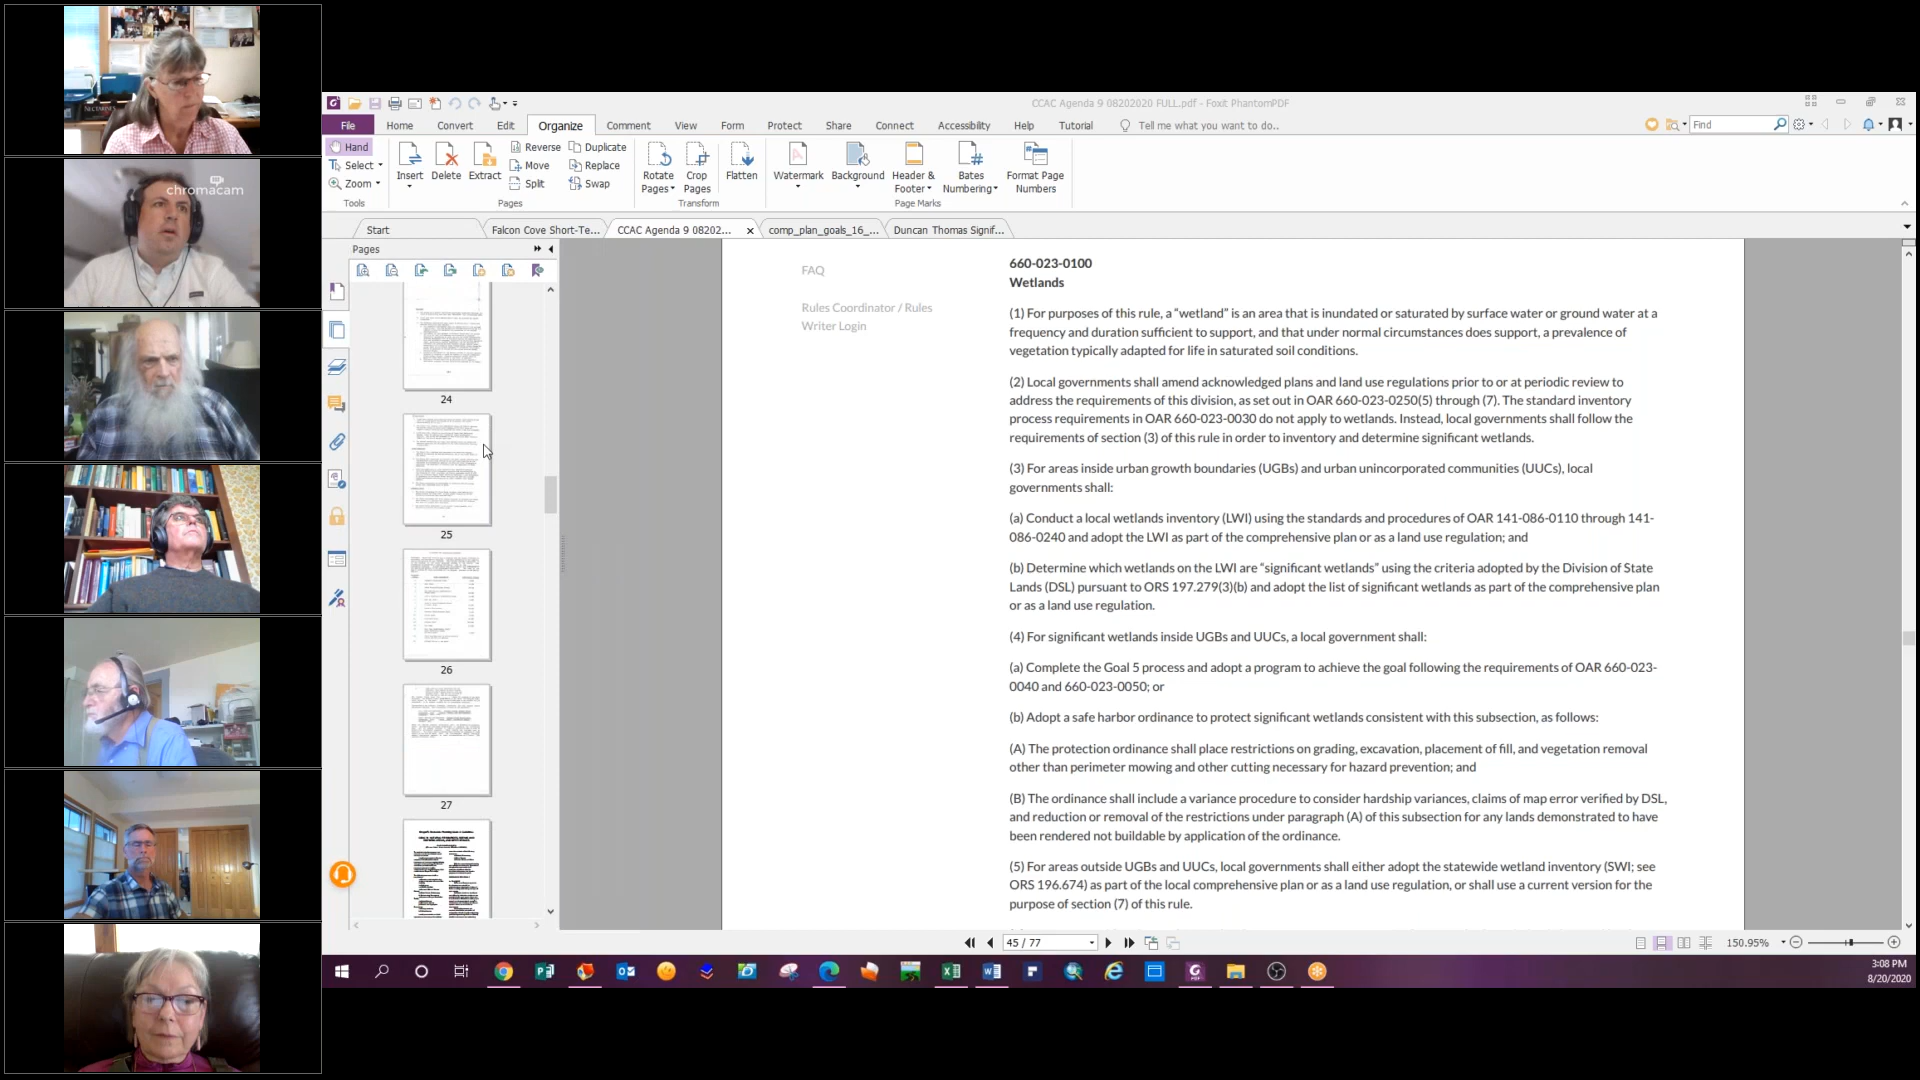 chromacam
CCAC Agenda 9 08202020 FULL.pdf - Foxit PhantomPDF
File Home Convert Edit Organize Comment View Form Protect Share Connect Accessibility Help Tutorial Tell me what you want to do.. Find
Hand
Select
Zoom
Tools
Insert Delete Extract
Reverse Duplicate
Move Replace
Split Swap
Pages
Rotate Pages Crop Pages Flatten
Transform
Watermark Background Header & Footer Bates Numbering Format Page Numbers
Page Marks
Start Falcon Cove Short-Te... CCAC Agenda 9 08202... comp_plan_goals_16_... Duncan Thomas Signif...
Pages
24
25
26
27
FAQ
Rules Coordinator / Rules
Writer Login
660-023-0100
Wetlands
(1) For purposes of this rule, a “wetland” is an area that is inundated or saturated by surface water or ground water at a
frequency and duration sufficient to support, and that under normal circumstances does support, a prevalence of
vegetation typically adapted for life in saturated soil conditions.
(2) Local governments shall amend acknowledged plans and land use regulations prior to or at periodic review to
address the requirements of this division, as set out in OAR 660-023-0250(5) through (7). The standard inventory
process requirements in OAR 660-023-0030 do not apply to wetlands. Instead, local governments shall follow the
requirements of section (3) of this rule in order to inventory and determine significant wetlands.
(3) For areas inside urban growth boundaries (UGBs) and urban unincorporated communities (UUCs), local
governments shall:
(a) Conduct a local wetlands inventory (LWI) using the standards and procedures of OAR 141-086-0110 through 141-
086-0240 and adopt the LWI as part of the comprehensive plan or as a land use regulation; and
(b) Determine which wetlands on the LWI are “significant wetlands” using the criteria adopted by the Division of State
Lands (DSL) pursuant to ORS 197.279(3)(b) and adopt the list of significant wetlands as part of the comprehensive plan
or as a land use regulation.
(4) For significant wetlands inside UGBs and UUCs, a local government shall:
(a) Complete the Goal 5 process and adopt a program to achieve the goal following the requirements of OAR 660-023-
0040 and 660-023-0050; or
(b) Adopt a safe harbor ordinance to protect significant wetlands consistent with this subsection, as follows:
(A) The protection ordinance shall place restrictions on grading, excavation, placement of fill, and vegetation removal
other than perimeter mowing and other cutting necessary for hazard prevention; and
(B) The ordinance shall include a variance procedure to consider hardship variances, claims of map error verified by DSL,
and reduction or removal of the restrictions under paragraph (A) of this subsection for any lands demonstrated to have
been rendered not buildable by application of the ordinance.
(5) For areas outside UGBs and UUCs, local governments shall either adopt the statewide wetland inventory (SWI; see
ORS 196.674) as part of the local comprehensive plan or as a land use regulation, or shall use a current version for the
purpose of section (7) of this rule.
45 / 77
150.95%
3:08 PM
8/20/2020